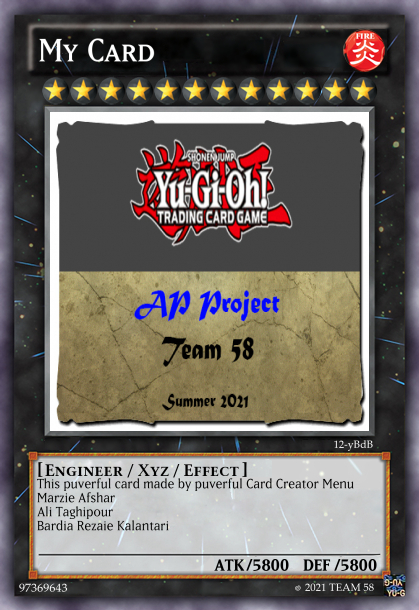 My Card
FIRE
炎
SHONEN JUMP
Yu-Gi-Oh!
TRADING CARD GAME
AP Project
Team 58
Summer 2021
12-yBdB
[ENGINEER / XYZ / EFFECT]
This puverful card made by puverful Card Creator Menu
Marzie Afshar
Ali Taghipour
Bardia Rezaie Kalantari
ATK/5800 DEF/5800
97369643
© 2021 TEAM 58